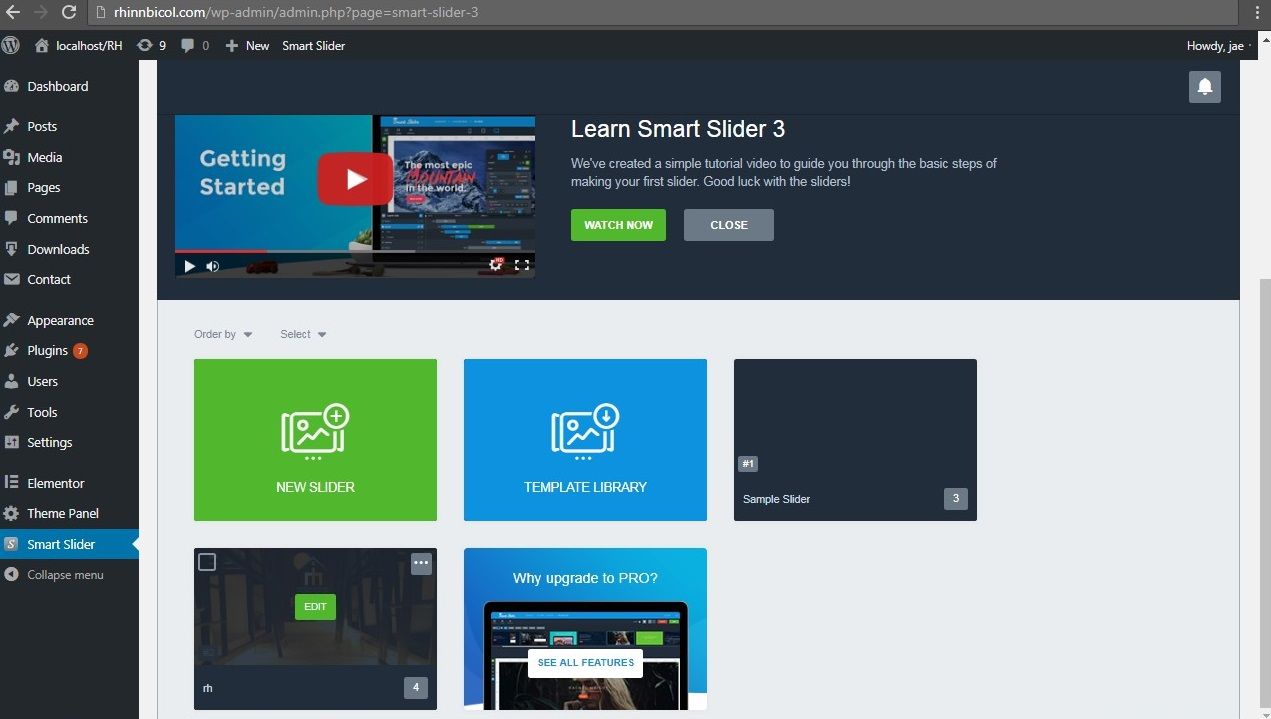 rhinnbicol.com/wp-admin/admin.php?page=smart-slider-3
localhost/RH 9 0 New Smart Slider Howdy, jae
Dashboard
Posts
Media
Pages
Comments
Downloads
Contact
Appearance
Plugins 7
Users
Tools
Settings
Elementor
Theme Panel
S Smart Slider
Collapse menu
Getting
Started
Smart Slider
The most epic
MOUNTAIN
in the world.
HD
Learn Smart Slider 3
We've created a simple tutorial video to guide you through the basic steps of
making your first slider. Good luck with the sliders!
WATCH NOW CLOSE
Order by Select
NEW SLIDER
TEMPLATE LIBRARY
#1
Sample Slider 3
rh
EDIT
rh 4
Why upgrade to PRO?
SEE ALL FEATURES